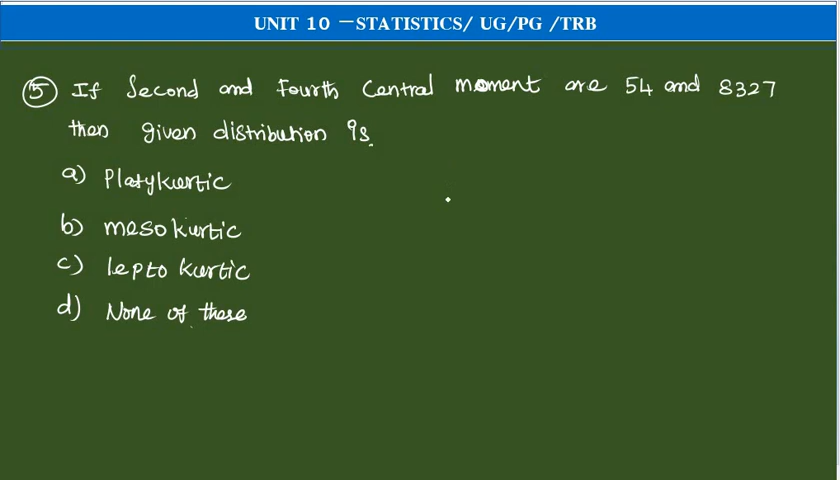 UNIT 10 – STATISTICS/ UG/PG /TRB
5 If Second and Fourth Central moment are 54 and 8327
then given distribution is.
a) Platykurtic
b) mesokurtic
c) lepto kurtic
d) None of these